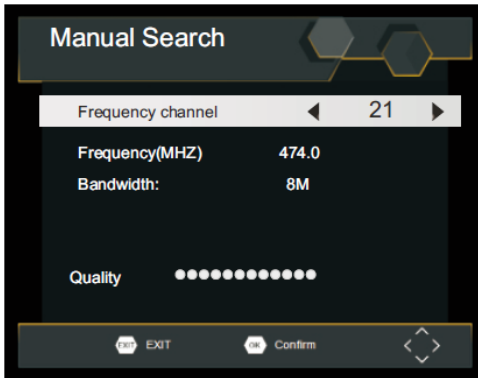 Manual Search
Frequency channel 21
Frequency(MHZ) 474.0
Bandwidth: 8M
Quality
EXIT EXIT OK Confirm